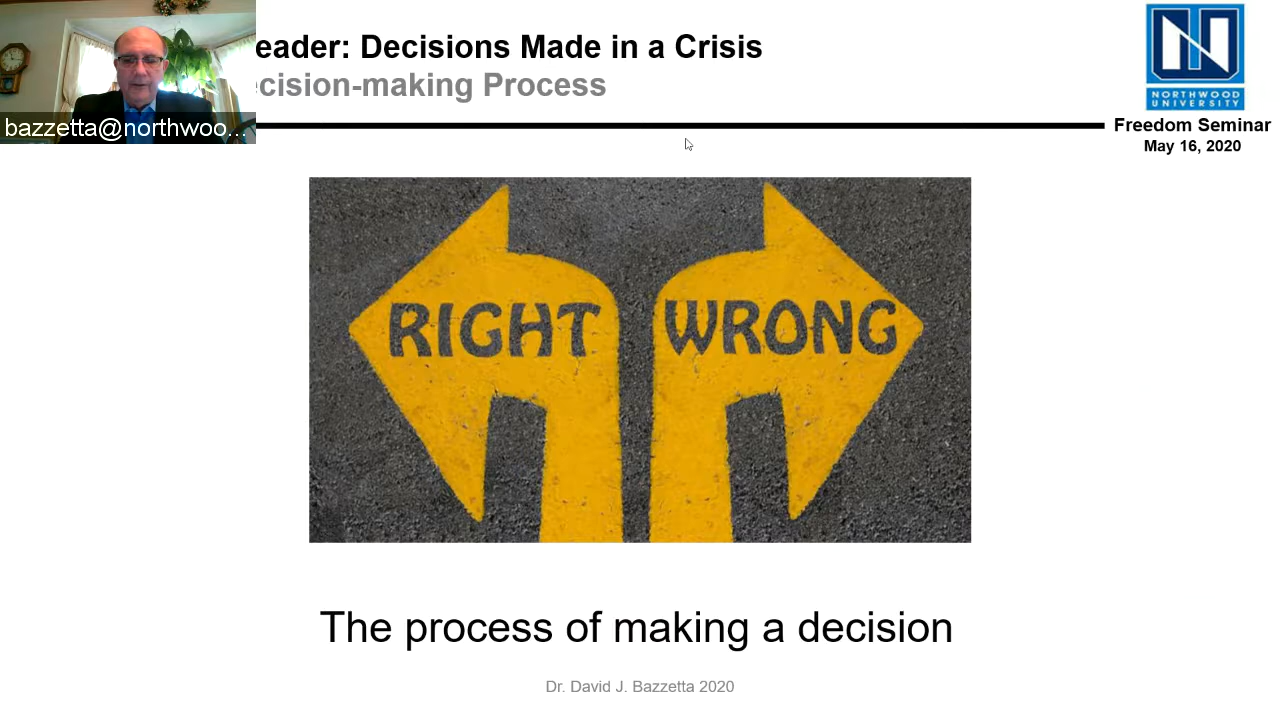 eader: Decisions Made in a Crisis
ecision-making Process
bazzetta@northwoo...
NORTHWOOD
UNIVERSITY
Freedom Seminar
May 16, 2020
RIGHT
WRONG
The process of making a decision
Dr. David J. Bazzetta 2020